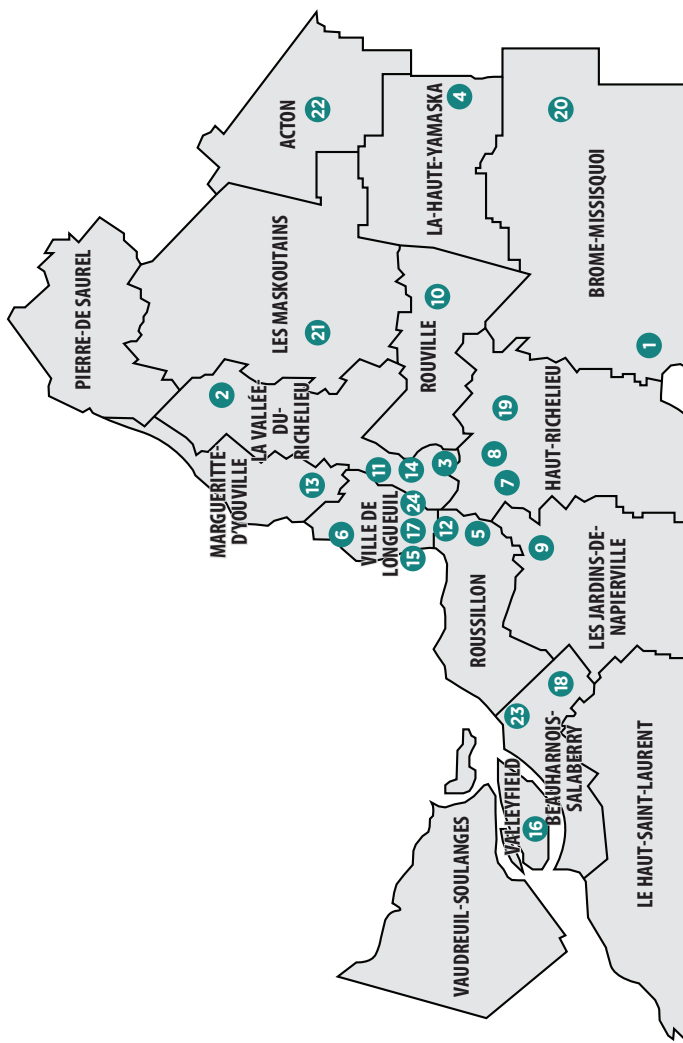 PIERRE-DE SAUREL
ACTON
22
LES MASKOUTAINS
21
LA-HAUTE-YAMASKA
4
BROME-MISSISQUOI
20
1
ROUVILLE
10
2
LA VALLÉE
DU-
RICHELIEU
MARGUERITTE-
D'YOUVILLE
13
VILLE DE
LONGUEUIL
6
11
14
24
17
15
3
12
5
HAUT-RICHELIEU
19
8
7
ROUSSILLON
LES JARDINS-DE-
NAPIERVILLE
9
BEAUHARNOIS-
SALABERRY
18
23
VALLEYFIELD
16
VAUDREUIL-SOULANGES
LE HAUT-SAINT-LAURENT